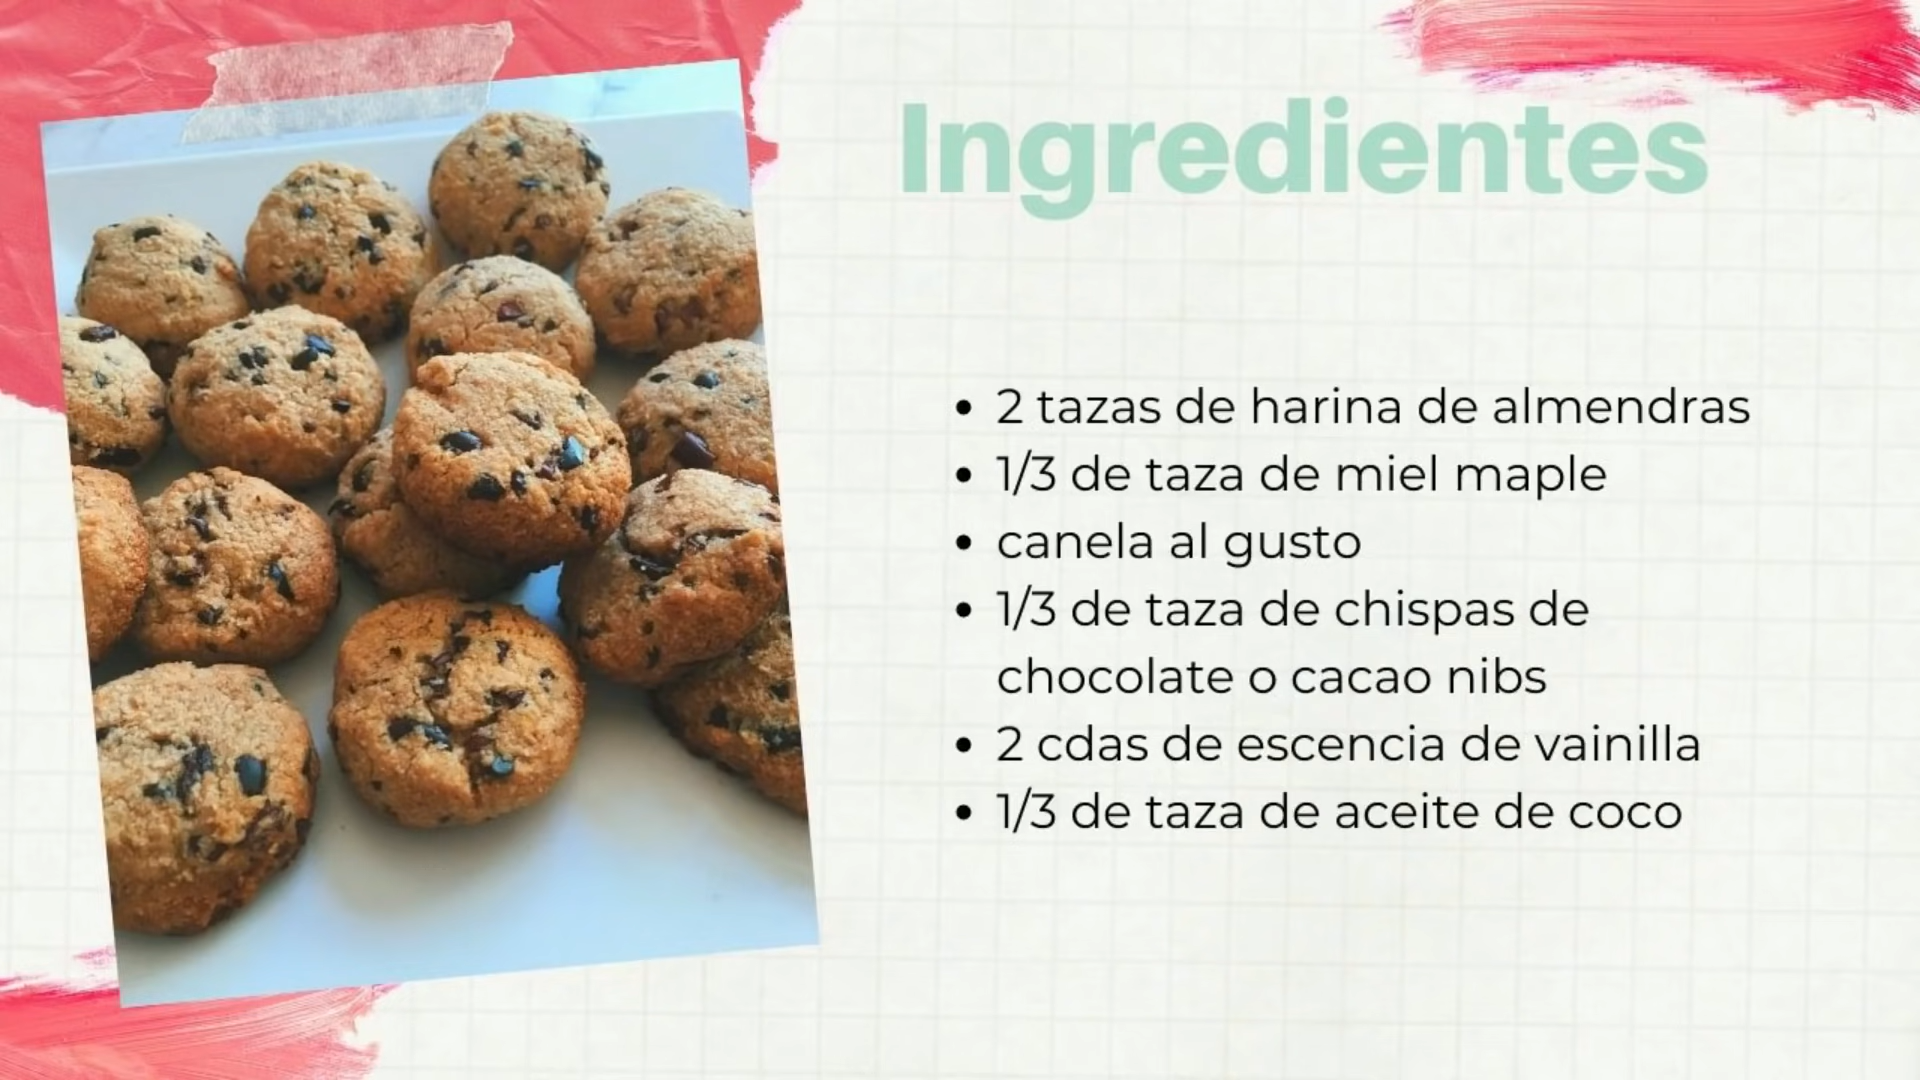 Ingredientes
• 2 tazas de harina de almendras
• 1/3 de taza de miel maple
• canela al gusto
• 1/3 de taza de chispas de
chocolate o cacao nibs
• 2 cdas de escencia de vainilla
• 1/3 de taza de aceite de coco